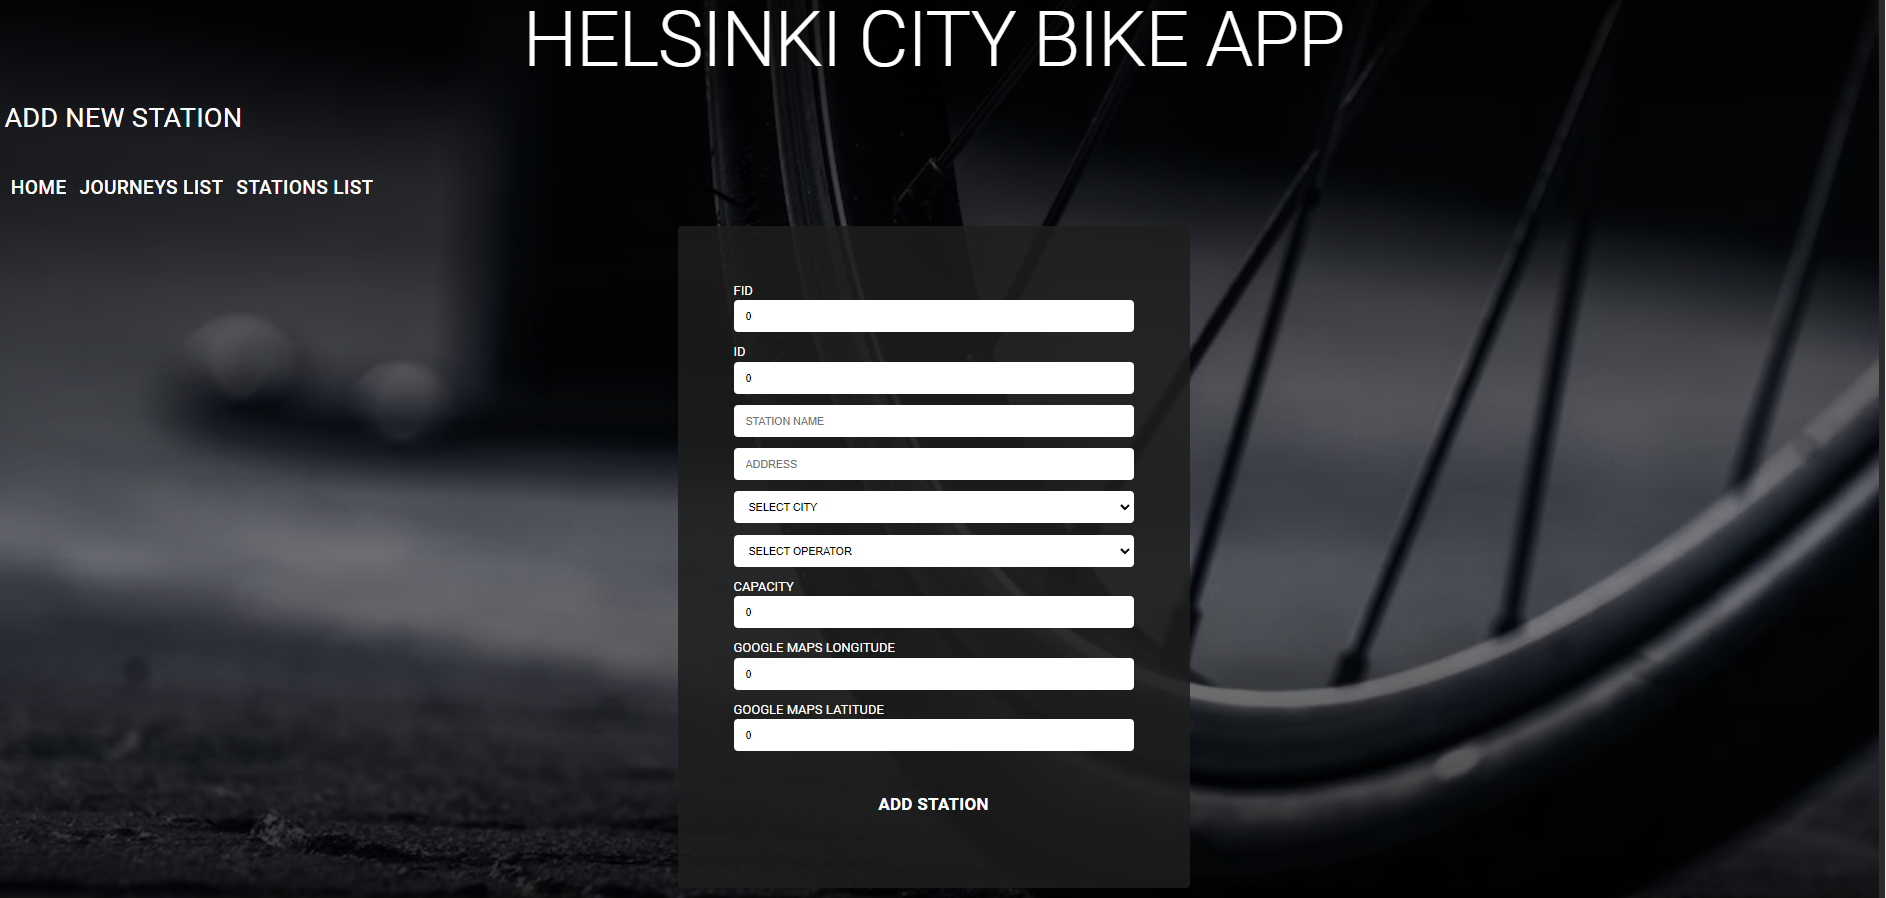 HELSINKI CITY BIKE APP
ADD NEW STATION
HOME JOURNEYS LIST STATIONS LIST
FID
0
ID
0
STATION NAME
ADDRESS
SELECT CITY
SELECT OPERATOR
CAPACITY
0
GOOGLE MAPS LONGITUDE
0
GOOGLE MAPS LATITUDE
0
ADD STATION